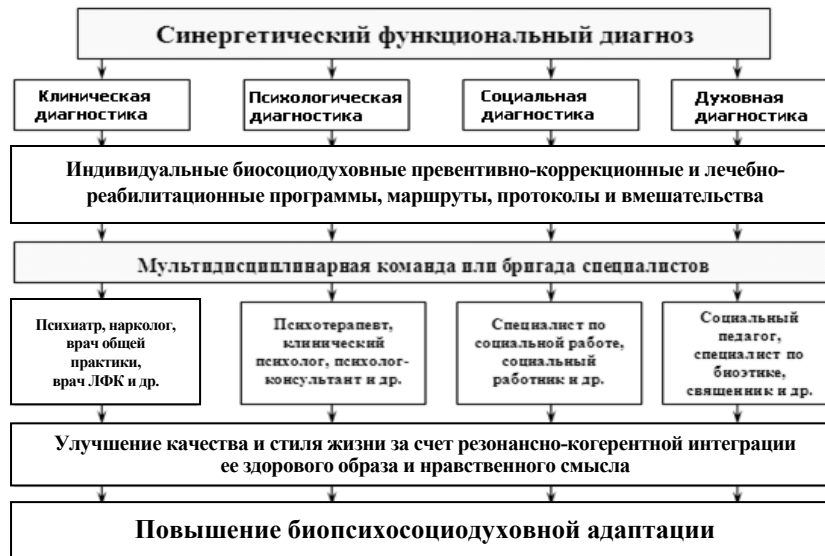 Синергетический функциональный диагноз
Клиническая
диагностика
Психологическая
диагностика
Социальная
диагностика
Духовная
диагностика
Индивидуальные биосоциодуховные превентивно-коррекционные и лечебно-
реабилитационные программы, маршруты, протоколы и вмешательства
Мультидисциплинарная команда или бригада специалистов
Психиатр, нарколог,
врач общей
практики,
врач ЛФК и др.
Психотерапевт,
клинический
психолог, психолог-
консультант и др.
Специалист по
социальной работе,
социальный
работник и др.
Социальный
педагог,
специалист по
биоэтике,
священник и др.
Улучшение качества и стиля жизни за счет резонансно-когерентной интеграции
ее здорового образа и нравственного смысла
Повышение биопсихосоциодуховной адаптации